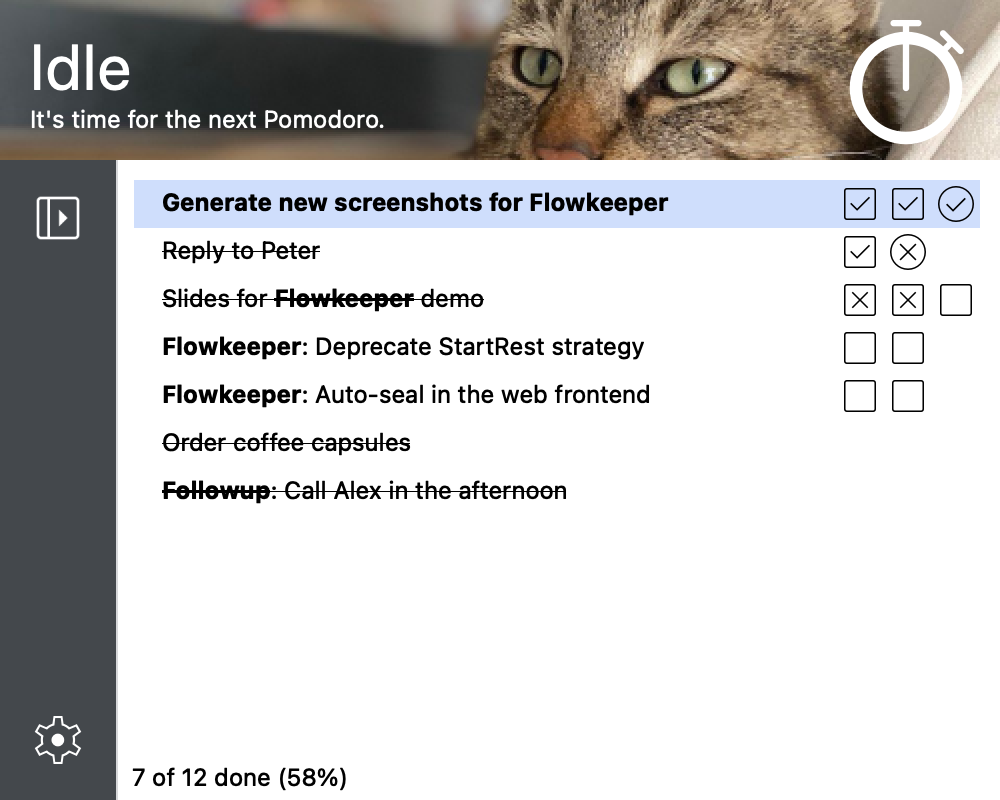 Idle
It's time for the next Pomodoro.
Generate new screenshots for Flowkeeper
Reply to Peter
Slides for Flowkeeper demo
Flowkeeper: Deprecate StartRest strategy
Flowkeeper: Auto-seal in the web frontend
Order coffee capsules
Followup: Call Alex in the afternoon
7 of 12 done (58%)